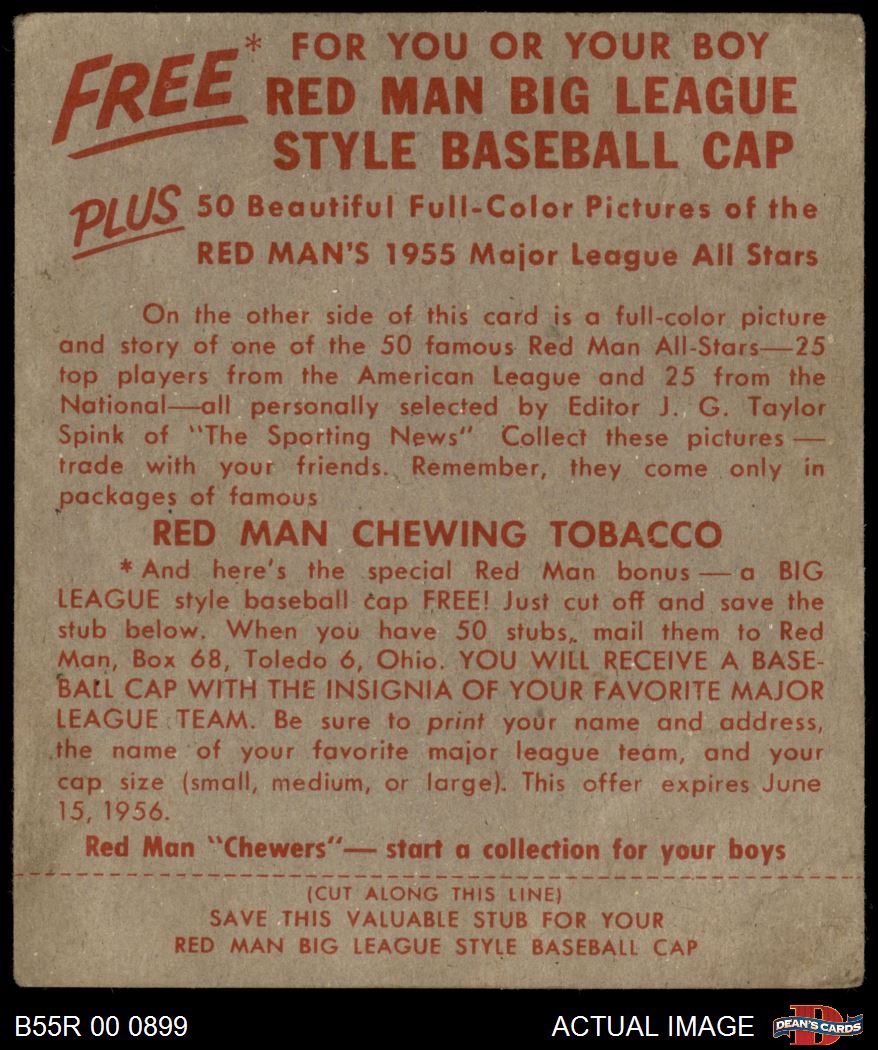 FREE* FOR YOU OR YOUR BOY
RED MAN BIG LEAGUE
STYLE BASEBALL CAP
PLUS 50 Beautiful Full-Color Pictures of the
RED MAN'S 1955 Major League All Stars
On the other side of this card is a full-color picture
and story of one of the 50 famous Red Man All-Stars—25
top players from the American League and 25 from the
National—all personally selected by Editor J. G. Taylor
Spink of "The Sporting News" Collect these pictures—
trade with your friends. Remember, they come only in
packages of famous
RED MAN CHEWING TOBACCO
* And here's the special Red Man bonus—a BIG
LEAGUE style baseball cap FREE! Just cut off and save the
stub below. When you have 50 stubs, mail them to Red
Man, Box 68, Toledo 6, Ohio. YOU WILL RECEIVE A BASE-
BALL CAP WITH THE INSIGNIA OF YOUR FAVORITE MAJOR
LEAGUE TEAM. Be sure to print your name and address,
the name of your favorite major league team, and your
cap size (small, medium, or large). This offer expires June
15, 1956.
Red Man "Chewers"— start a collection for your boys
(CUT ALONG THIS LINE)
SAVE THIS VALUABLE STUB FOR YOUR
RED MAN BIG LEAGUE STYLE BASEBALL CAP
B55R 00 0899 ACTUAL IMAGE D DEAN'S CARDS